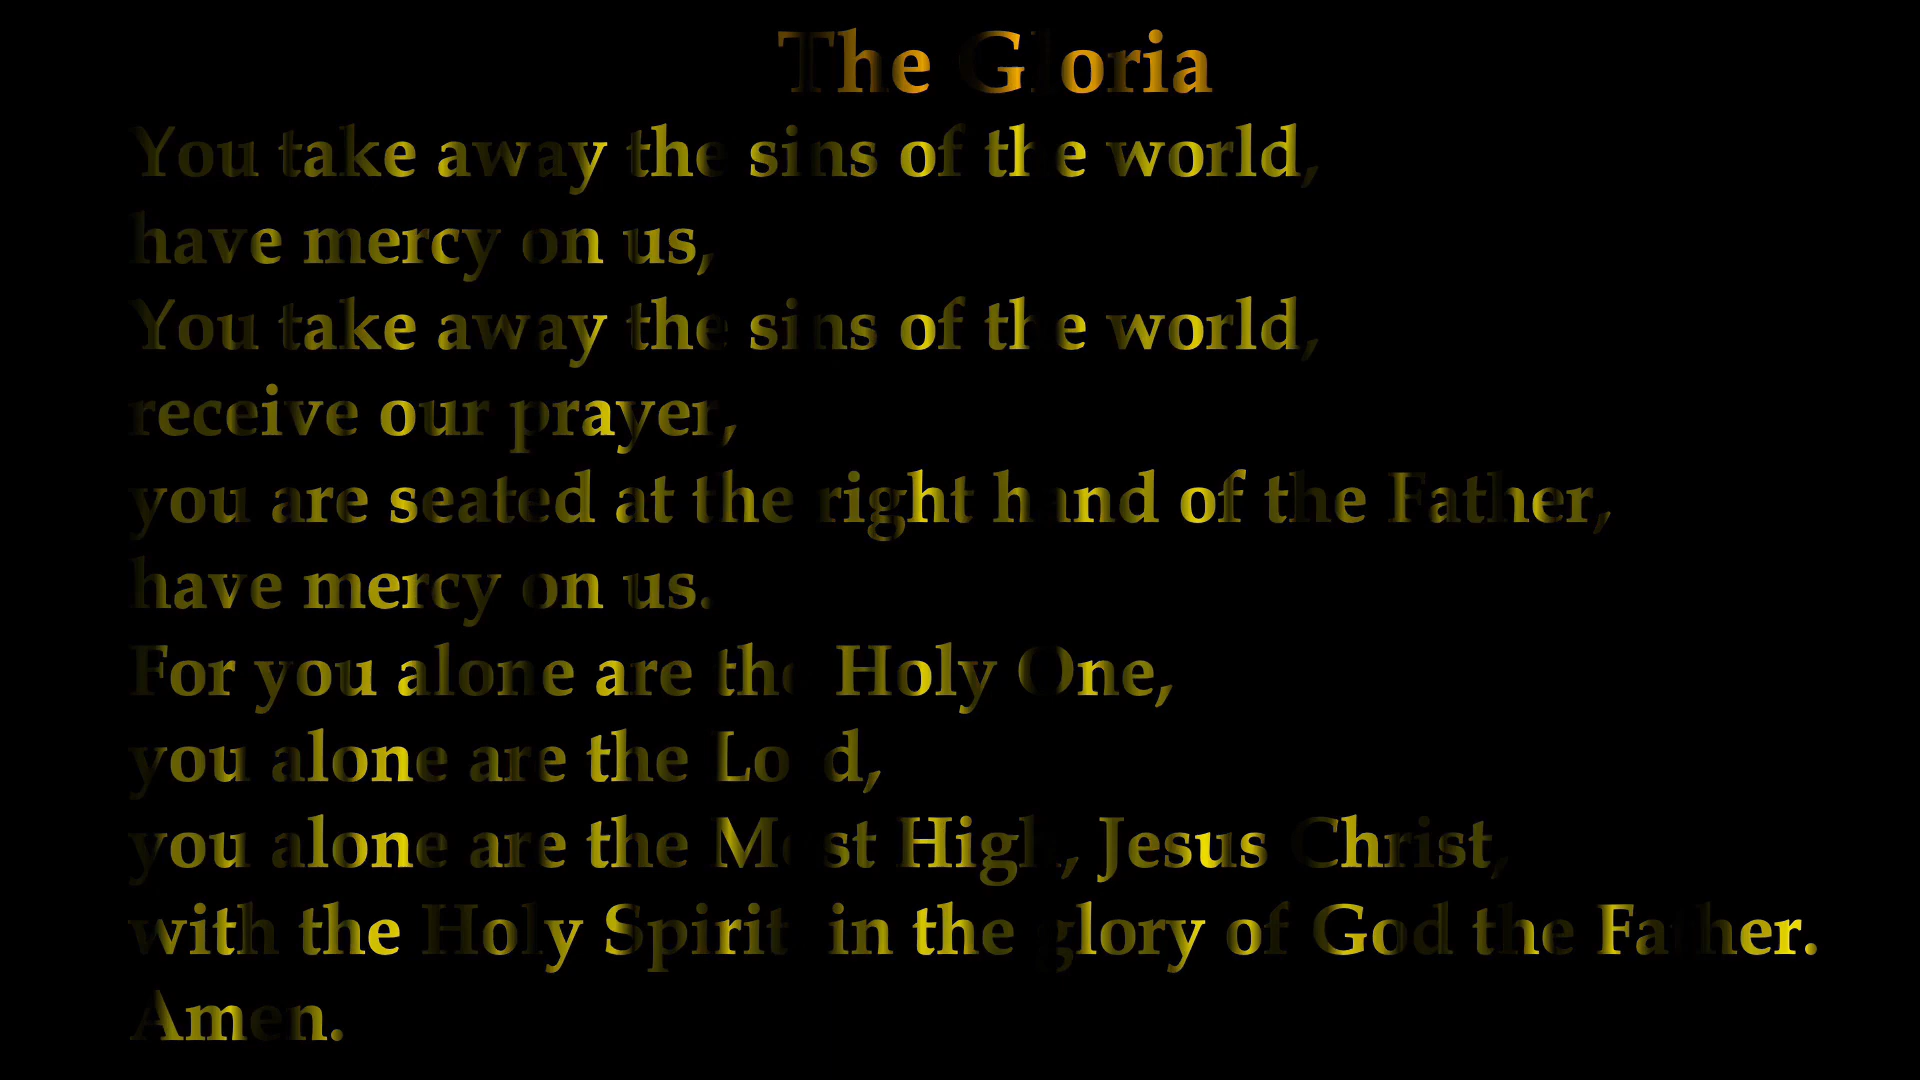 The Gloria
You take away the sins of the world,
have mercy on us,
You take away the sins of the world,
receive our prayer,
you are seated at the right hand of the Father,
have mercy on us.
For you alone are the Holy One,
you alone are the Lord,
you alone are the Most High, Jesus Christ,
with the Holy Spirit in the glory of God the Father.
Amen.